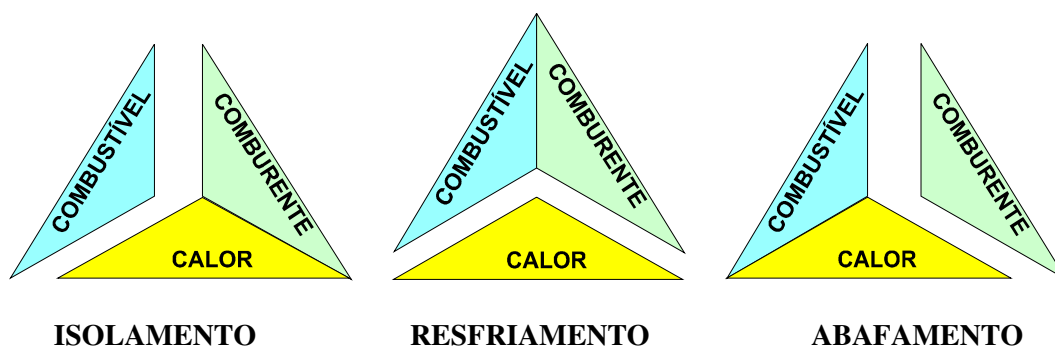 COMBUSTÍVEL
COMBURENTE
CALOR
ISOLAMENTO
COMBUSTÍVEL
COMBURENTE
CALOR
RESFRIAMENTO
COMBUSTÍVEL
COMBURENTE
CALOR
ABAFAMENTO